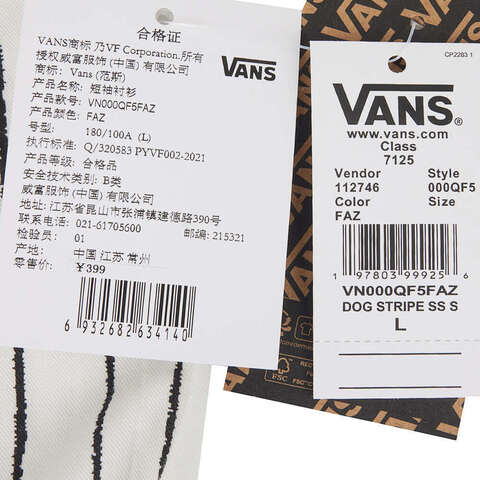 合格证
VANS商标 乃VF Corporation.所有
授权威富服饰 (中国) 有限公司
商标: Vans (范斯)
产品名称: 短袖衬衫
产品款号: VN000QF5FAZ
产品颜色: FAZ
号型: 180/100A (L)
执行标准: Q/320583 PYVF002-2021
产品等级: 合格品
安全技术类别: B类
威富服饰 (中国) 有限公司
地址: 江苏省昆山市张浦镇建德路390号
联系电话: 021-61705600 邮编: 215321
检验员: 01
产地: 中国 江苏 常州
零售价: ¥399
6 932682 634140
VANS
CP2263 1
VANS®
www.vans.com
Class
7125
Vendor Style
112746 000QF5
Color Size
FAZ
1 97803 99925 6
VN000QF5FAZ
DOG STRIPE SS S
L
VANS
FSC